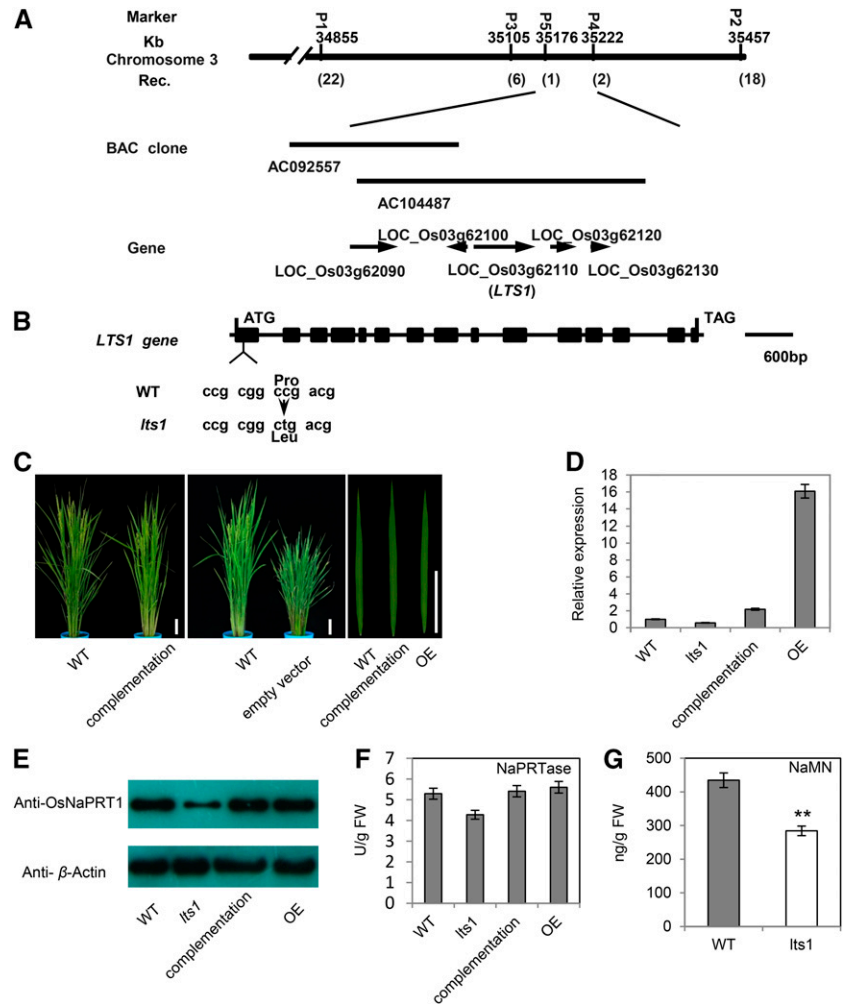 A
Marker P1 P3 P5 P4 P2
Kb 34855 35105 35176 35222 35457
Chromosome 3
Rec. (22) (6) (1) (2) (18)
BAC clone
AC092557
AC104487
LOC_Os03g62100 LOC_Os03g62120
Gene
LOC_Os03g62090 LOC_Os03g62110 LOC_Os03g62130
(LTS1)
B
ATG TAG
LTS1 gene
600bp
Pro
WT ccg cgg ccg acg
lts1 ccg cgg ctg acg
Leu
C
WT complementation WT empty vector WT complementation OE
D
Relative expression
18
16
14
12
10
8
6
4
2
0
WT lts1 complementation OE
E
Anti-OsNaPRT1
Anti- β-Actin
WT lts1 complementation OE
F
NaPRTase
U/g FW
7
6
5
4
3
2
1
0
WT lts1 complementation OE
G
NaMN
ng/g FW
500
400
300
200
100
0
**
WT lts1